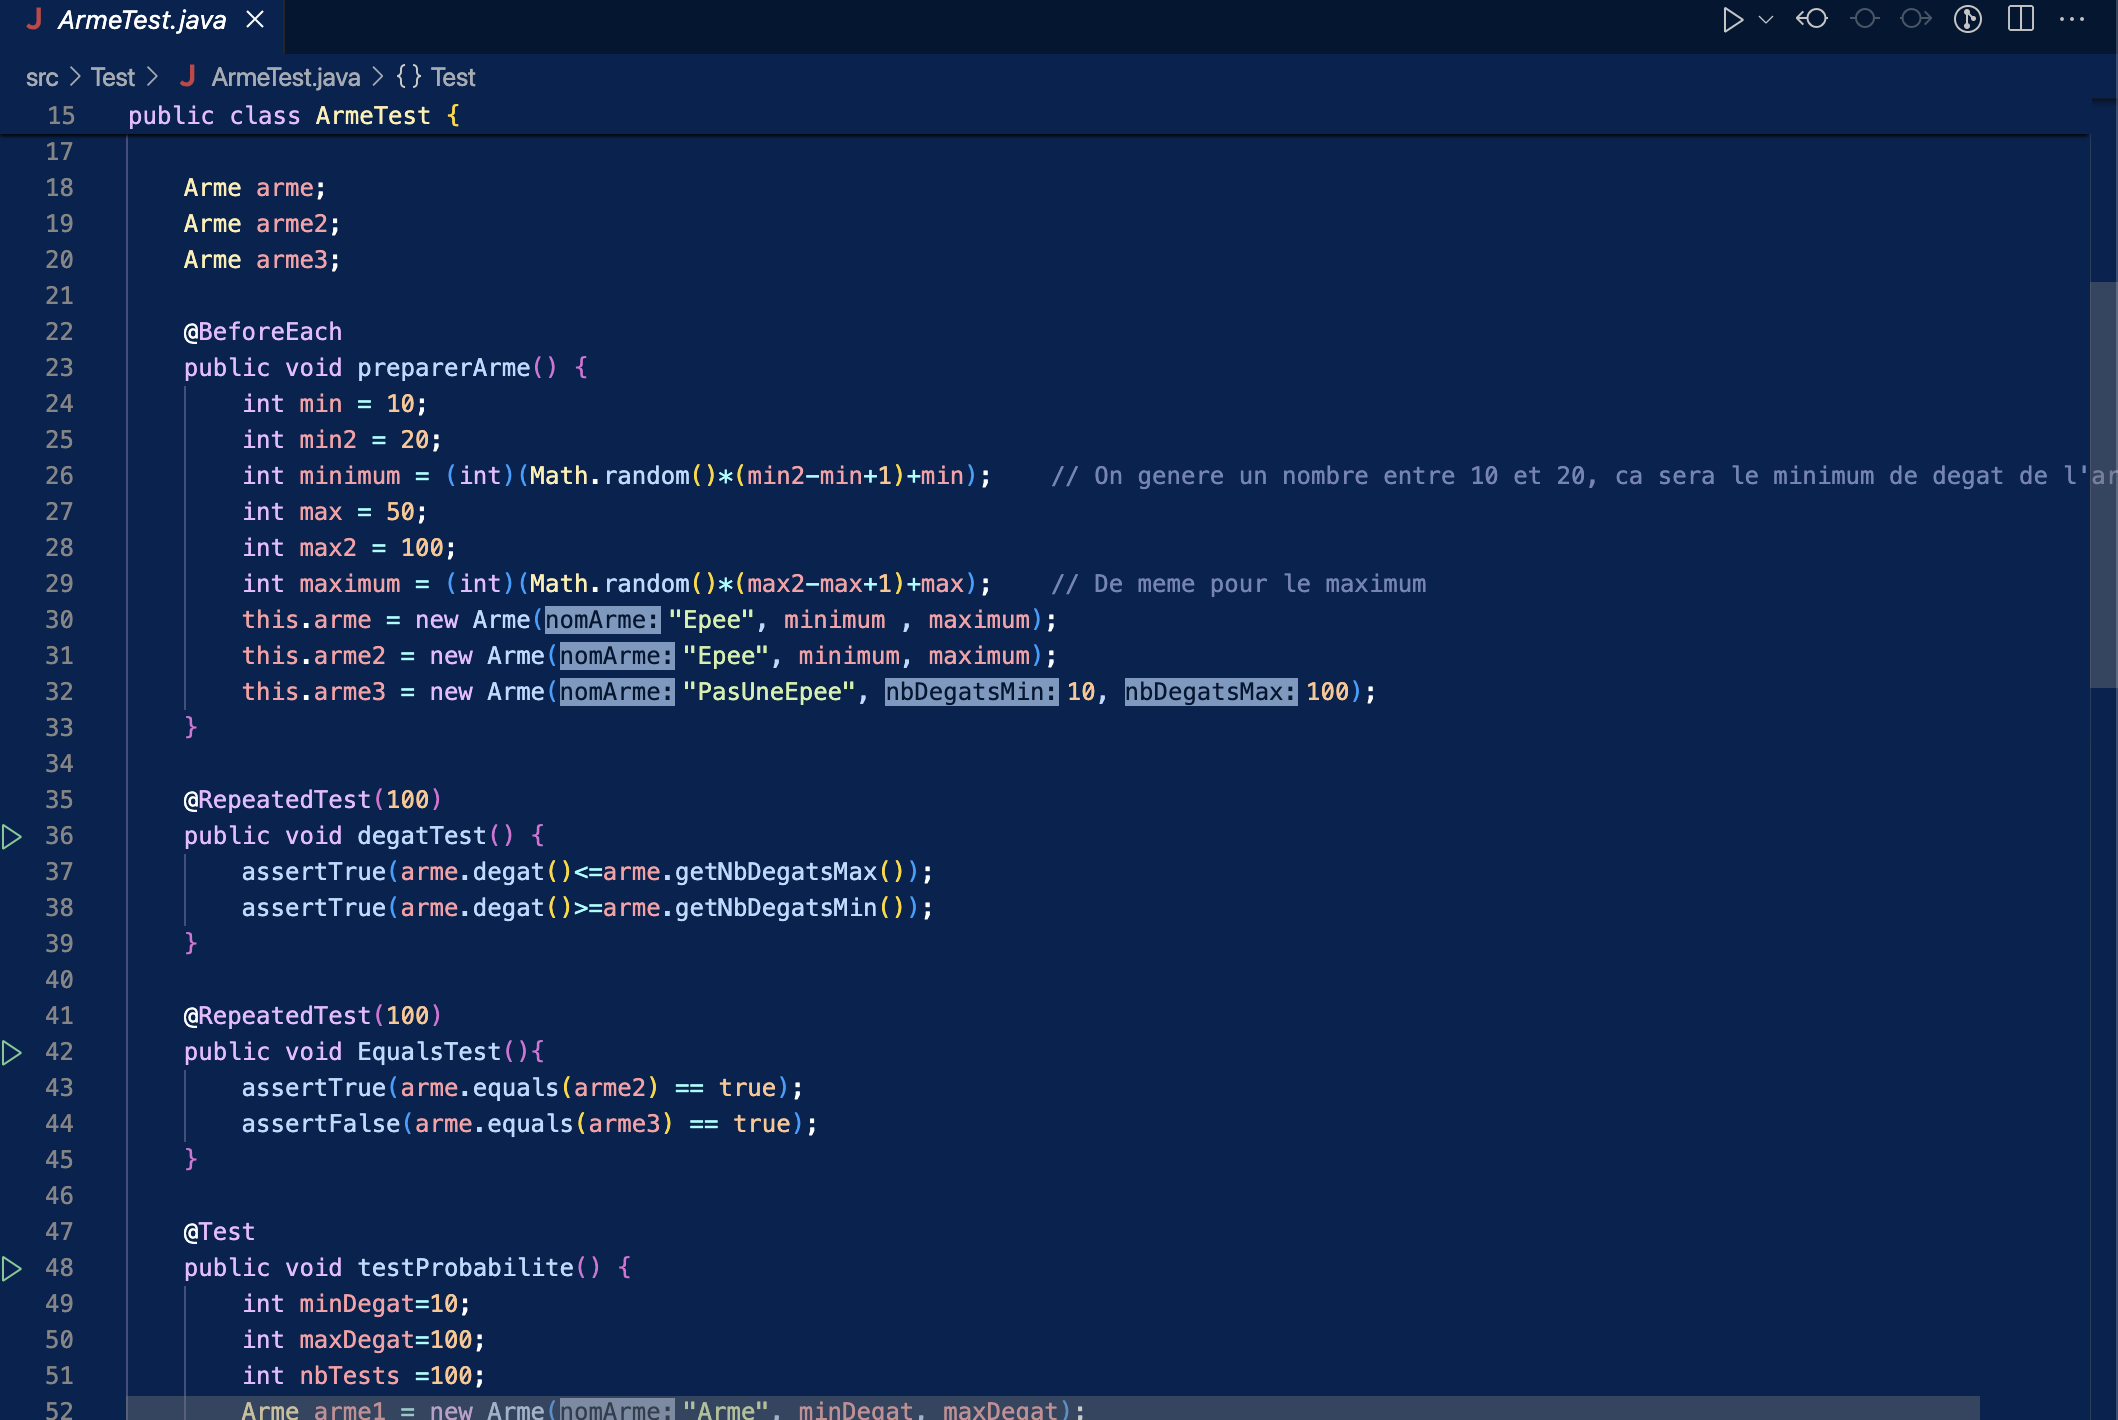 J ArmeTest.java ×
src > Test > J ArmeTest.java > {} Test
15 public class ArmeTest {
17
18 Arme arme;
19 Arme arme2;
20 Arme arme3;
21
22 @BeforeEach
23 public void preparerArme() {
24 int min = 10;
25 int min2 = 20;
26 int minimum = (int)(Math.random()*(min2-min+1)+min); // On genere un nombre entre 10 et 20, ca sera le minimum de degat de l'ar
27 int max = 50;
28 int max2 = 100;
29 int maximum = (int)(Math.random()*(max2-max+1)+max); // De meme pour le maximum
30 this.arme = new Arme(nomArme: "Epee", minimum , maximum);
31 this.arme2 = new Arme(nomArme: "Epee", minimum, maximum);
32 this.arme3 = new Arme(nomArme: "PasUneEpee", nbDegatsMin: 10, nbDegatsMax: 100);
33 }
34
35 @RepeatedTest(100)
36 public void degatTest() {
37 assertTrue(arme.degat()<=arme.getNbDegatsMax());
38 assertTrue(arme.degat()>=arme.getNbDegatsMin());
39 }
40
41 @RepeatedTest(100)
42 public void EqualsTest(){
43 assertTrue(arme.equals(arme2) == true);
44 assertFalse(arme.equals(arme3) == true);
45 }
46
47 @Test
48 public void testProbabilite() {
49 int minDegat=10;
50 int maxDegat=100;
51 int nbTests =100;
52 Arme arme1 = new Arme(nomArme: "Arme", minDegat, maxDegat);